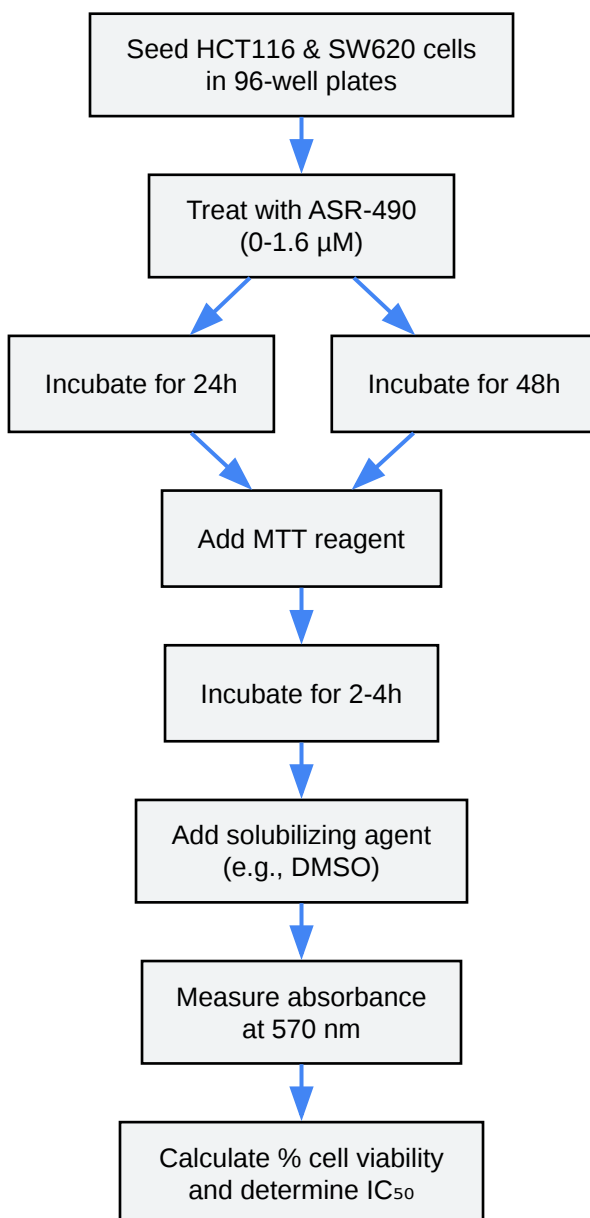 Seed HCT116 & SW620 cells
in 96-well plates
Treat with ASR-490
(0-1.6 µM)
Incubate for 24h
Incubate for 48h
Add MTT reagent
Incubate for 2-4h
Add solubilizing agent
(e.g., DMSO)
Measure absorbance
at 570 nm
Calculate % cell viability
and determine IC₅₀